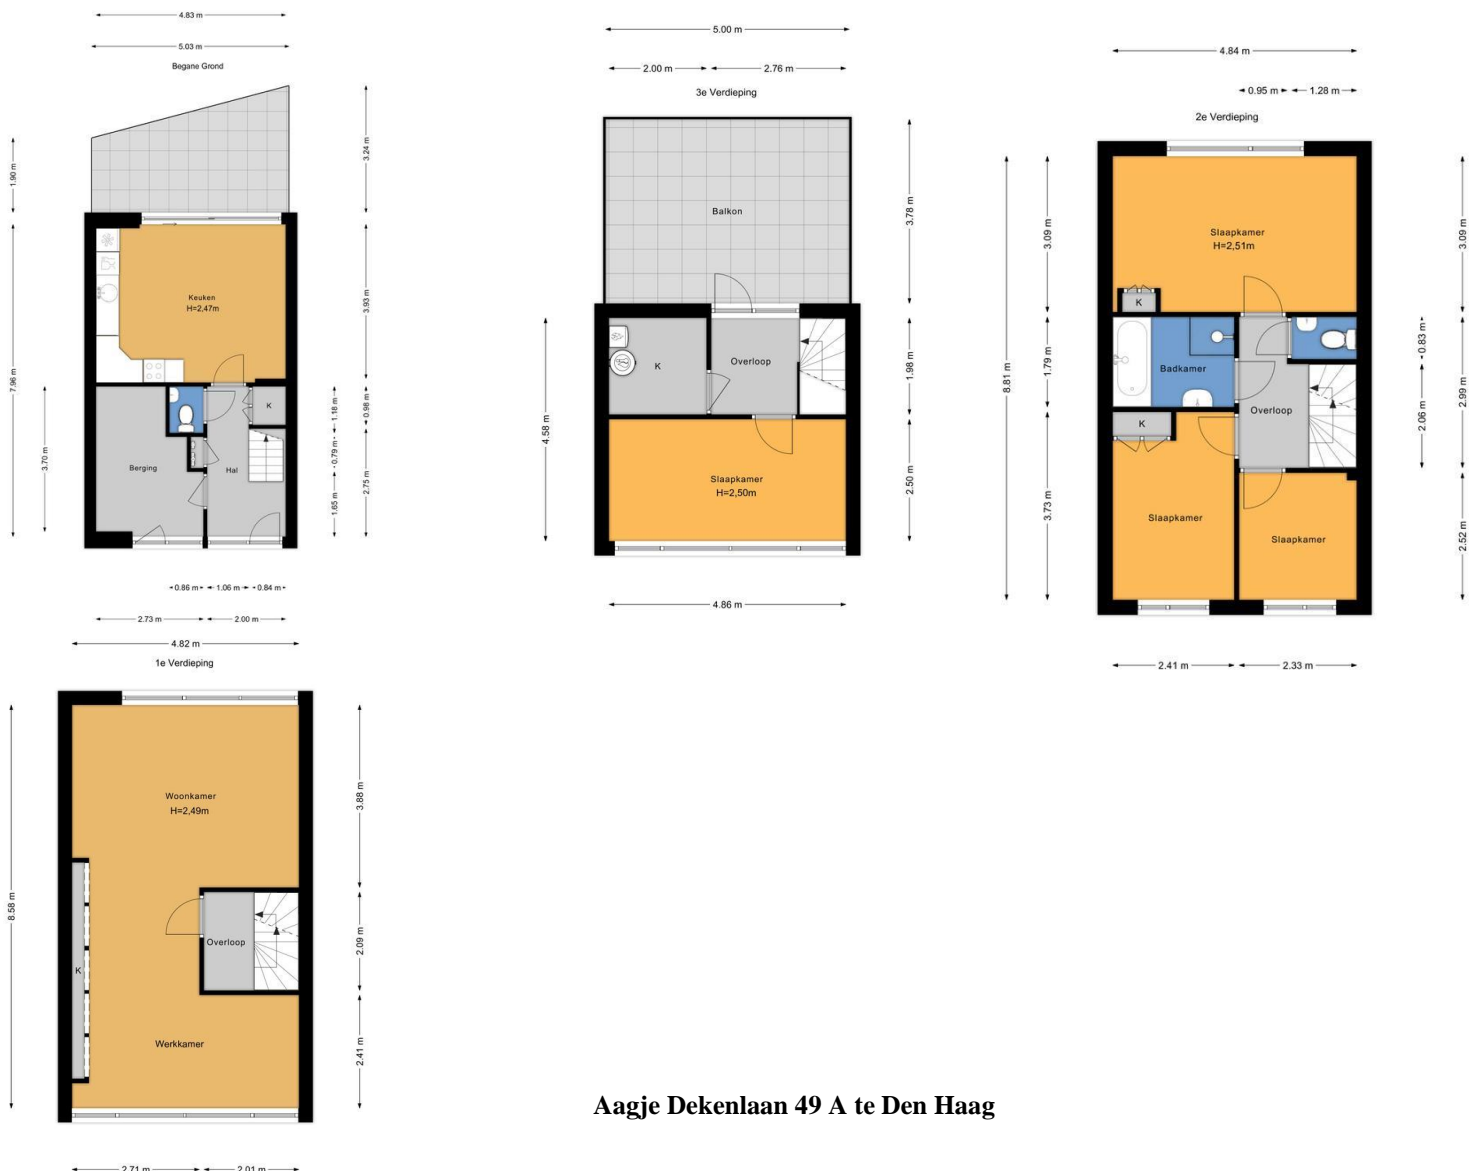 4.83 m
5.03 m
Begane Grond
1.90 m
3.24 m
Keuken
H=2,47m
7.96 m
3.93 m
3.70 m
K
Berging
Hal
1.18 m
0.98 m
0.79 m
1.65 m
2.75 m
0.86 m
1.06 m
0.84 m
2.73 m
2.00 m
5.00 m
2.00 m
2.76 m
3e Verdieping
Balkon
3.78 m
K
Overloop
1.98 m
4.58 m
Slaapkamer
H=2,50m
2.50 m
4.86 m
4.84 m
0.95 m
1.28 m
2e Verdieping
Slaapkamer
H=2,51m
K
3.09 m
3.09 m
8.81 m
1.79 m
Badkamer
0.83 m
Overloop
2.06 m
2.99 m
K
Slaapkamer
Slaapkamer
3.73 m
2.52 m
2.41 m
2.33 m
4.82 m
1e Verdieping
Woonkamer
H=2,49m
3.88 m
8.58 m
Overloop
2.09 m
K
Werkkamer
2.41 m
2.71 m
2.01 m
Aagje Dekenlaan 49 A te Den Haag